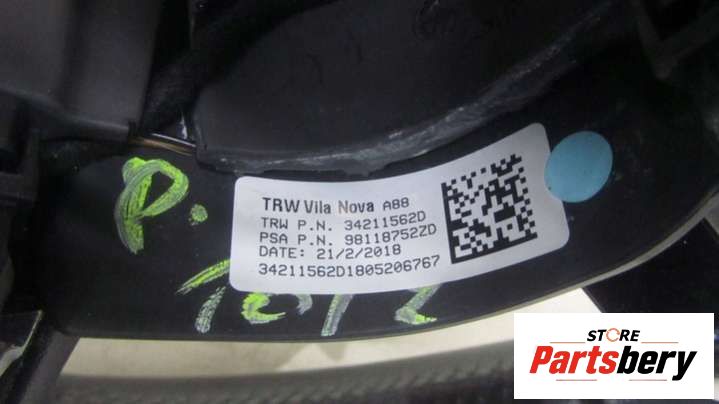 P.
TRW Vila Nova A88
TRW P.N. 34211562D
PSA P.N. 98118752ZD
DATE: 21/2/2018
34211562D1805206767
STORE
Partsbery